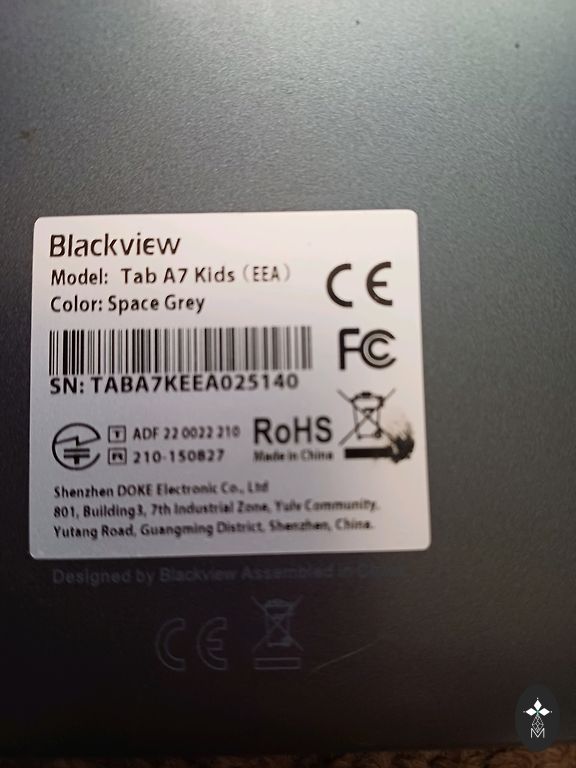 Blackview
Model: Tab A7 Kids (EEA)
Color: Space Grey
CE
FC
SN: TABA7KEEA025140
T ADF 22 0022 210
R 210-150827
RoHS
Made in China
Shenzhen DOKE Electronic Co., Ltd
801, Building3, 7th Industrial Zone, Yulv Community,
Yutang Road, Guangming District, Shenzhen, China.
Designed by Blackview Assembled in
CE
M